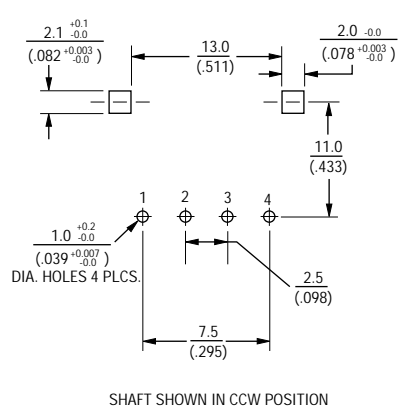 2.1 +0.1 -0.0
(.082 +0.003 -0.0 )
13.0
(.511)
2.0 -0.0
(.078 +0.003 -0.0 )
11.0
(.433)
1 2 3 4
1.0 +0.2 -0.0
(.039 +0.007 -0.0 )
DIA. HOLES 4 PLCS.
2.5
(.098)
7.5
(.295)
SHAFT SHOWN IN CCW POSITION